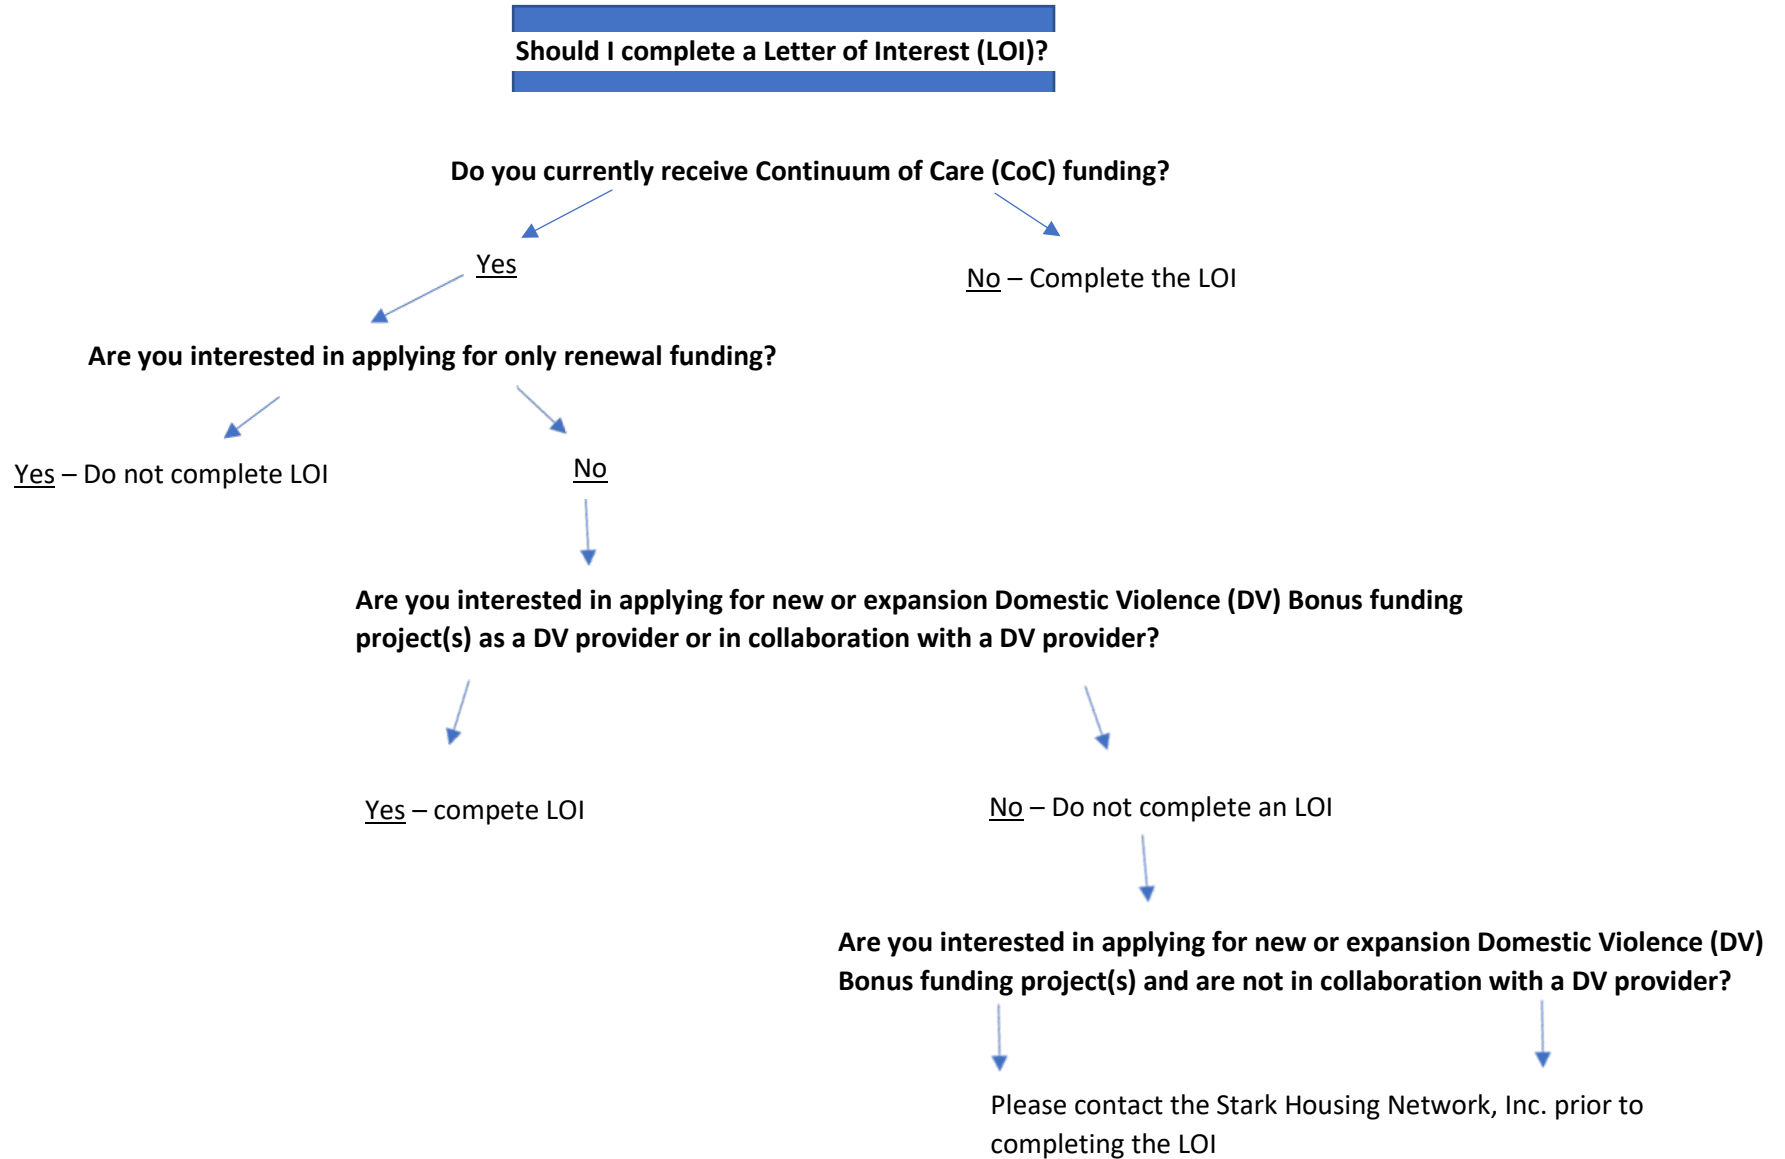 Should I complete a Letter of Interest (LOI)?
Do you currently receive Continuum of Care (CoC) funding?
Yes
No – Complete the LOI
Are you interested in applying for only renewal funding?
Yes – Do not complete LOI
No
Are you interested in applying for new or expansion Domestic Violence (DV) Bonus funding
project(s) as a DV provider or in collaboration with a DV provider?
Yes – compete LOI
No – Do not complete an LOI
Are you interested in applying for new or expansion Domestic Violence (DV)
Bonus funding project(s) and are not in collaboration with a DV provider?
Please contact the Stark Housing Network, Inc. prior to
completing the LOI